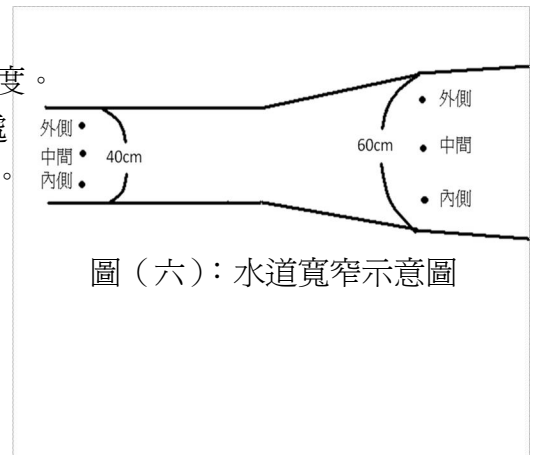 度。
處
。
外側
中間
內側
40cm
60cm
外側
中間
內側
圖(六):水道寬窄示意圖